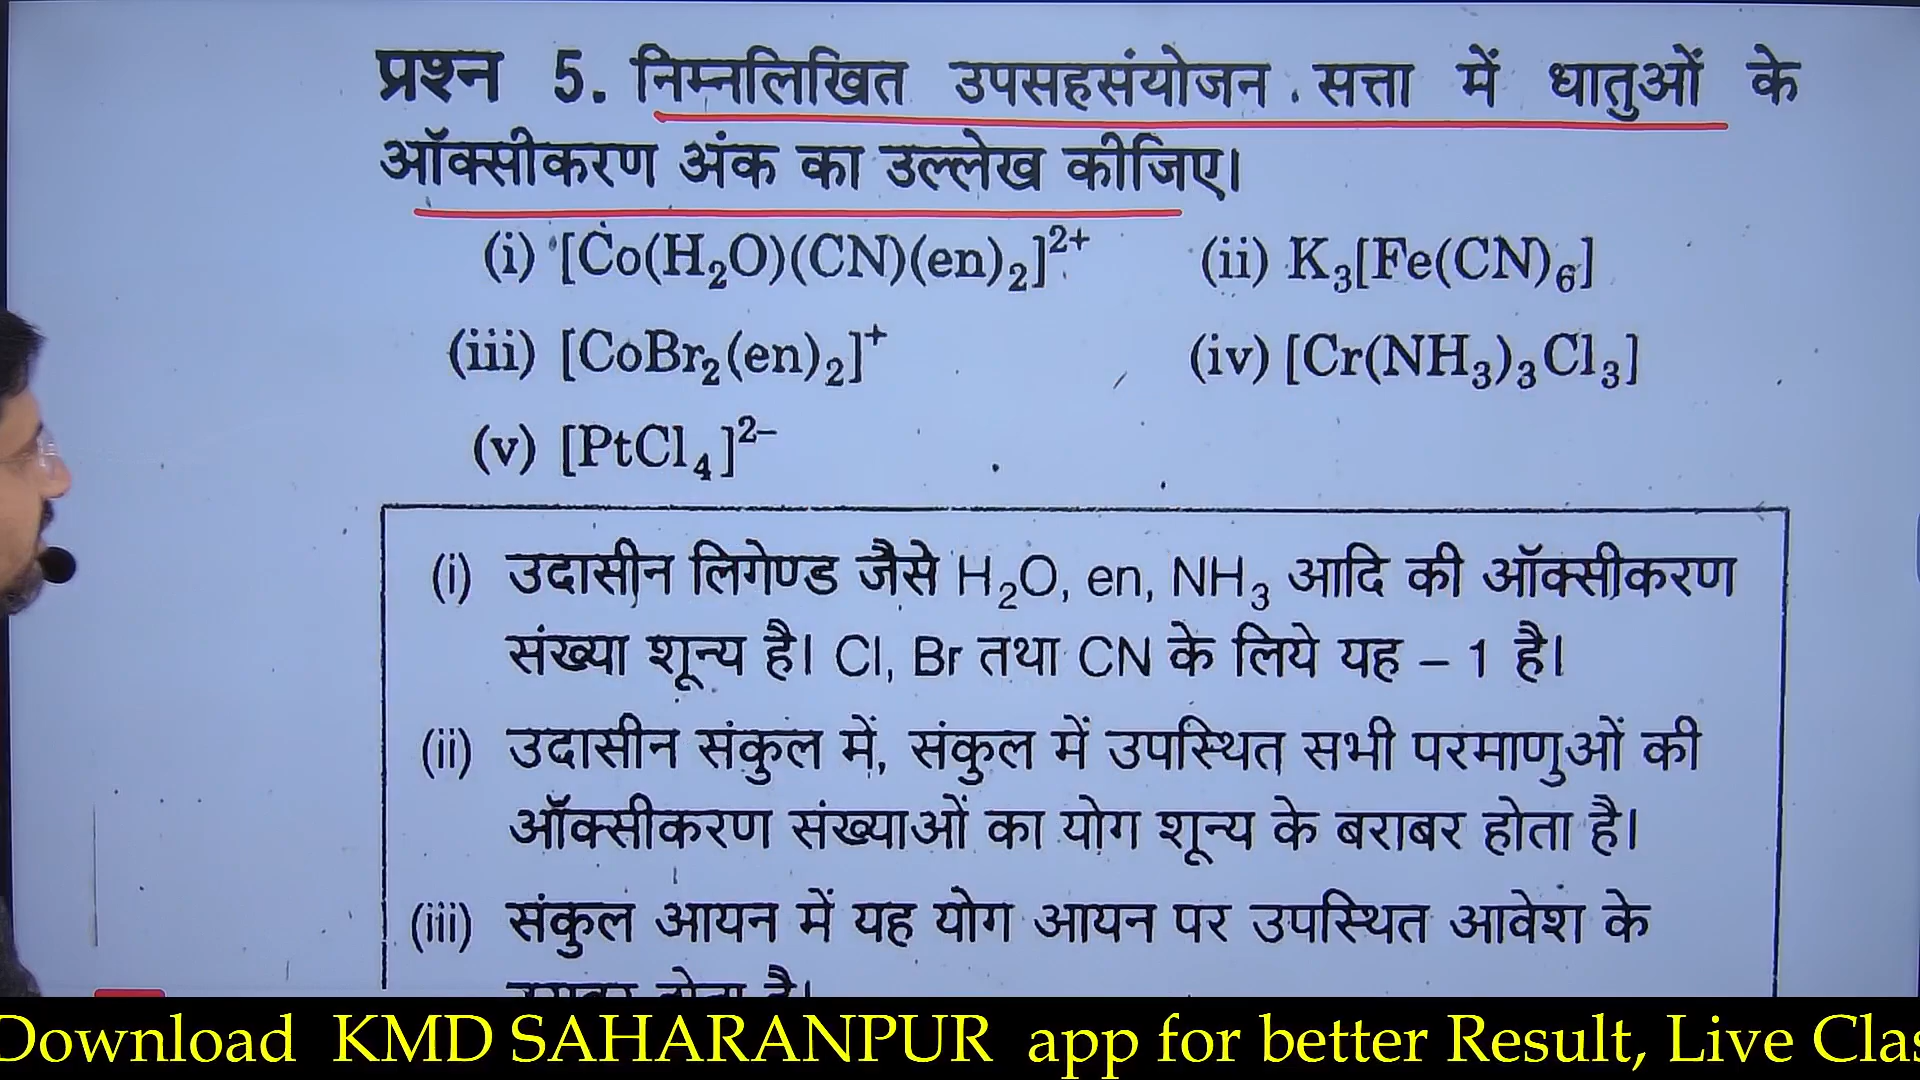 प्रश्न 5. निम्नलिखित उपसहसंयोजन सत्ता में धातुओं के
ऑक्सीकरण अंक का उल्लेख कीजिए।
(i) [Co(H₂O)(CN)(en)₂]²⁺ (ii) K₃[Fe(CN)₆]
(iii) [CoBr₂(en)₂]⁺ (iv) [Cr(NH₃)₃Cl₃]
(v) [PtCl₄]²⁻
(i) उदासीन लिगेण्ड जैसे H₂O, en, NH₃ आदि की ऑक्सीकरण
संख्या शून्य है। Cl, Br तथा CN के लिये यह – 1 है।
(ii) उदासीन संकुल में, संकुल में उपस्थित सभी परमाणुओं की
ऑक्सीकरण संख्याओं का योग शून्य के बराबर होता है।
(iii) संकुल आयन में यह योग आयन पर उपस्थित आवेश के
Download KMD SAHARANPUR app for better Result, Live Clas